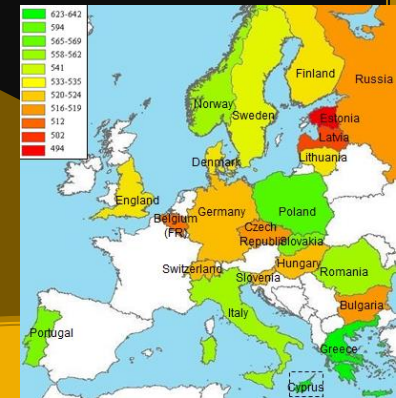 623-642
594
565-569
558-562
541
533-535
520-524
516-519
512
502
494
Finland
Russia
Norway
Sweden
Estonia
Latvia
Lithuania
Denmark
England
Belgium
(FR)
Germany
Poland
Czech
Republic
Slovakia
Switzerland
Hungary
Slovenia
Romania
Italy
Bulgaria
Portugal
Greece
Cyprus